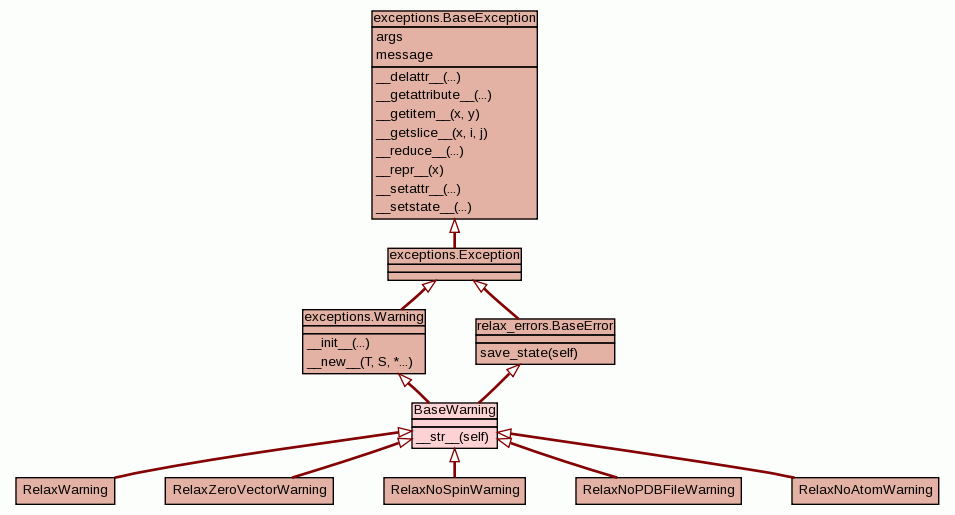 exceptions.BaseException
args
message
__delattr__(...)
__getattribute__(...)
__getitem__(x, y)
__getslice__(x, i, j)
__reduce__(...)
__repr__(x)
__setattr__(...)
__setstate__(...)
exceptions.Exception
exceptions.Warning
__init__(...)
__new__(T, S, *...)
relax_errors.BaseError
save_state(self)
BaseWarning
__str__(self)
RelaxWarning
RelaxZeroVectorWarning
RelaxNoSpinWarning
RelaxNoPDBFileWarning
RelaxNoAtomWarning